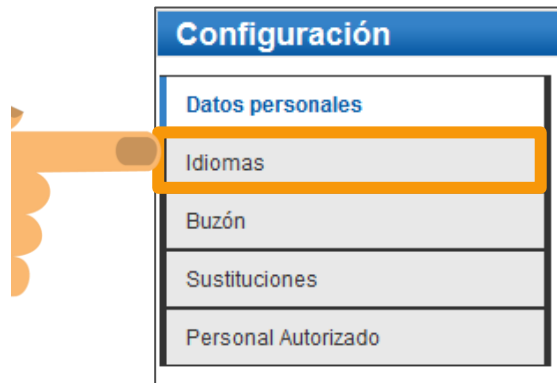 Configuración
Datos personales
Idiomas
Buzón
Sustituciones
Personal Autorizado